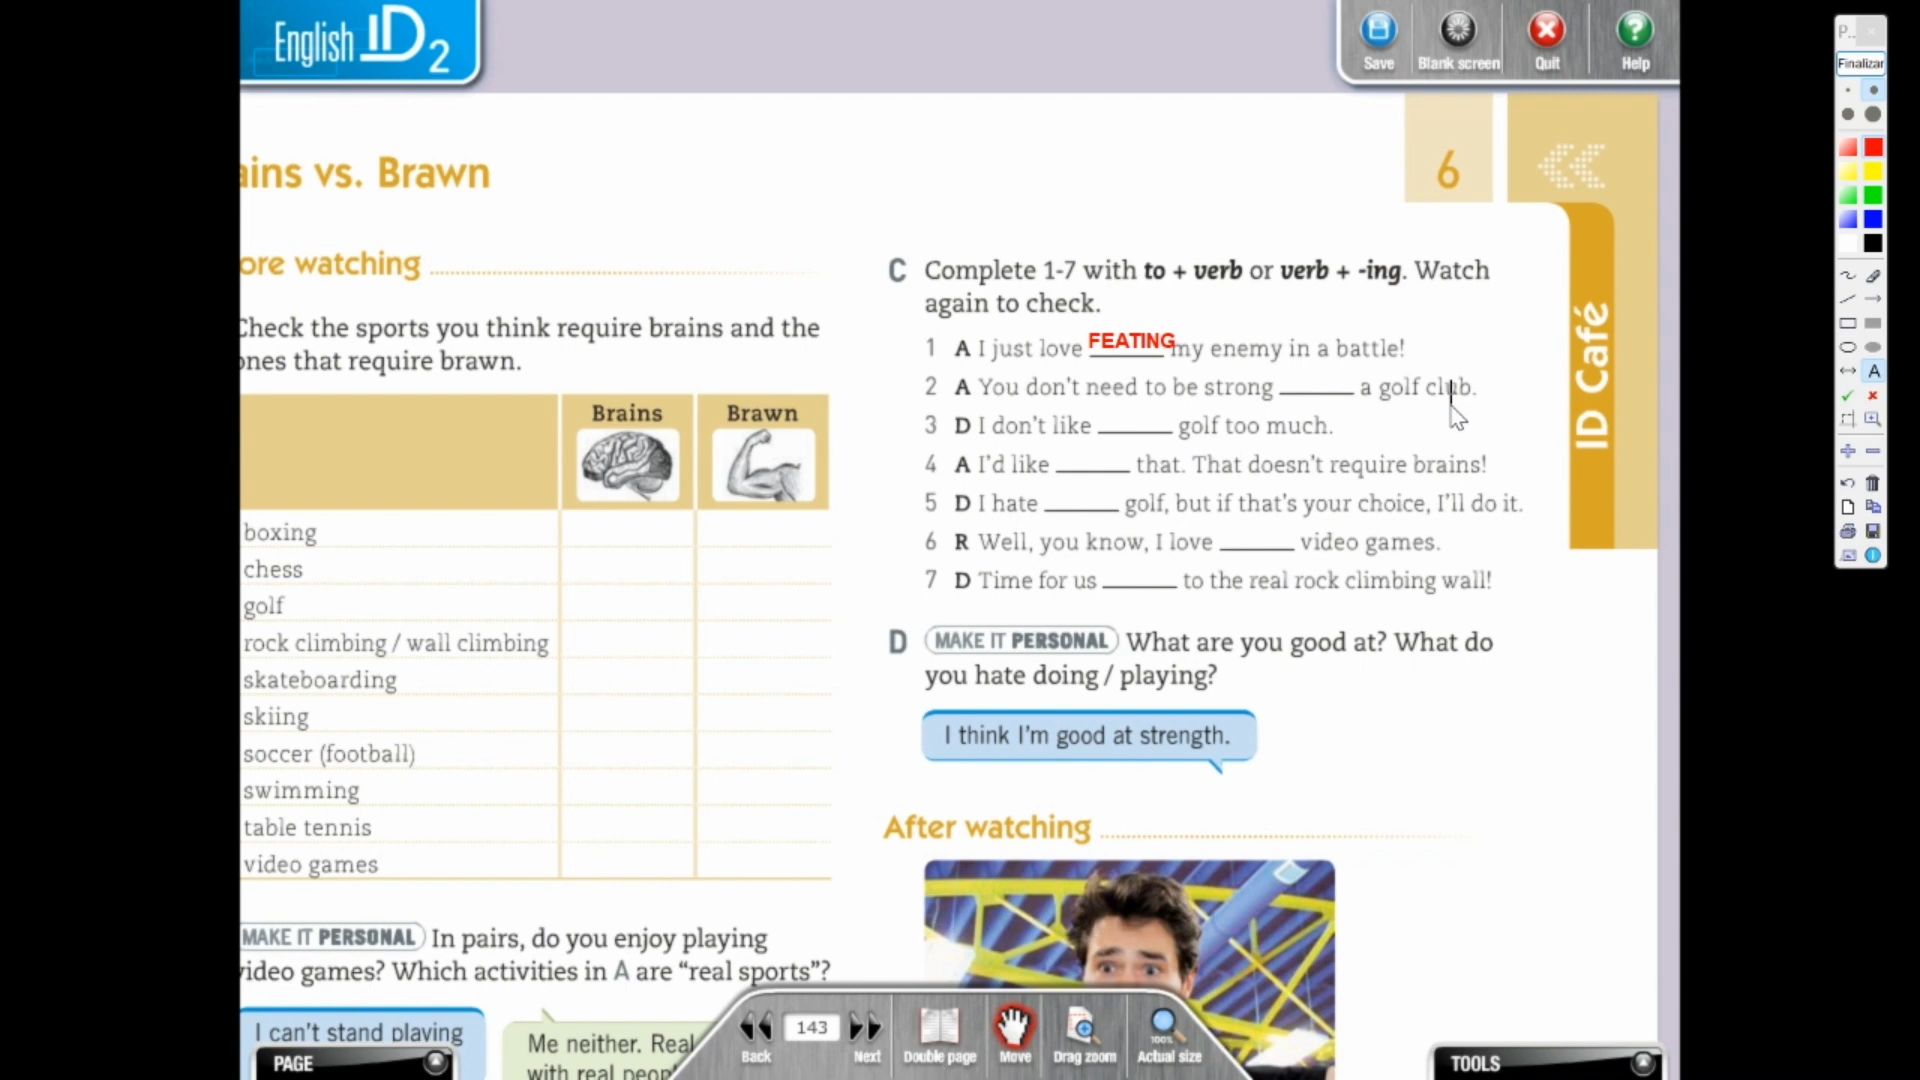 English ID 2
Save
Blank screen
Quit
Help
P..
Finalizar
ains vs. Brawn
6
ID Café
ore watching
Check the sports you think require brains and the
ones that require brawn.
Brains
Brawn
boxing
chess
golf
rock climbing / wall climbing
skateboarding
skiing
soccer (football)
swimming
table tennis
video games
MAKE IT PERSONAL In pairs, do you enjoy playing
video games? Which activities in A are “real sports”?
I can't stand playing
Me neither. Real
with real peop
C Complete 1-7 with to + verb or verb + -ing. Watch
again to check.
1 A I just love FEATING my enemy in a battle!
2 A You don't need to be strong ______ a golf club.
3 D I don't like ______ golf too much.
4 A I'd like ______ that. That doesn't require brains!
5 D I hate ______ golf, but if that's your choice, I'll do it.
6 R Well, you know, I love ______ video games.
7 D Time for us ______ to the real rock climbing wall!
D MAKE IT PERSONAL What are you good at? What do
you hate doing / playing?
I think I'm good at strength.
After watching
PAGE
Back
143
Next
Double page
Move
Drag zoom
100%
Actual size
TOOLS
A